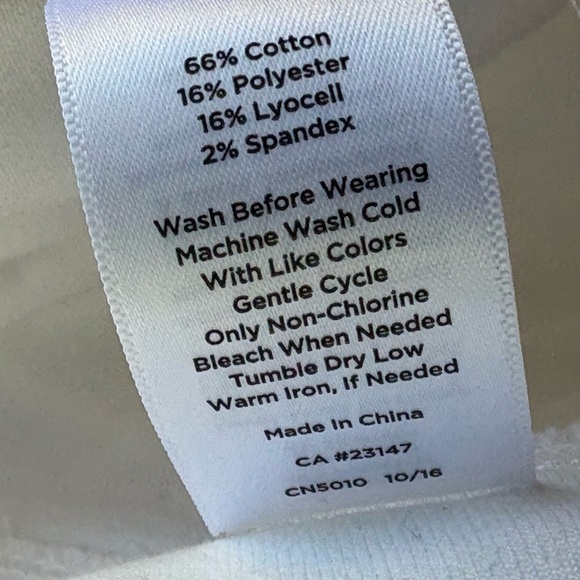 66% Cotton
16% Polyester
16% Lyocell
2% Spandex
Wash Before Wearing
Machine Wash Cold
With Like Colors
Gentle Cycle
Only Non-Chlorine
Bleach When Needed
Tumble Dry Low
Warm Iron, If Needed
Made In China
CA #23147
CN5010 10/16